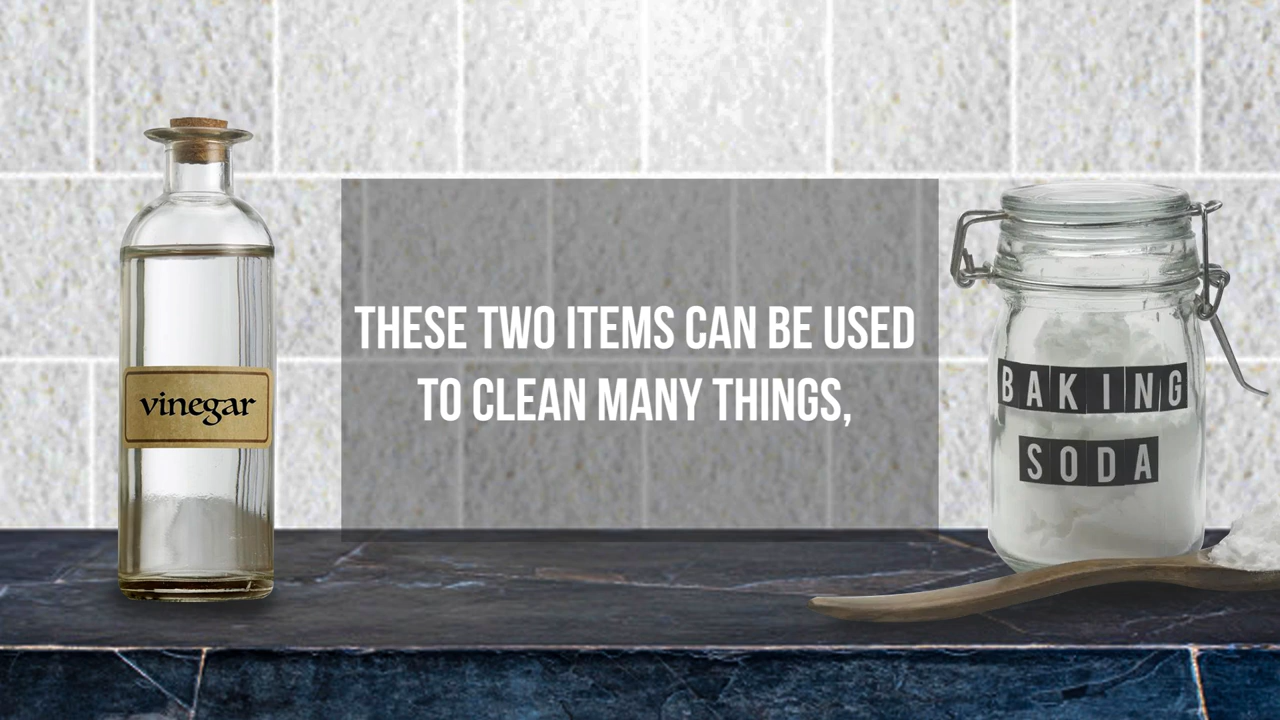 vinegar
THESE TWO ITEMS CAN BE USED
TO CLEAN MANY THINGS,
BAKING
SODA